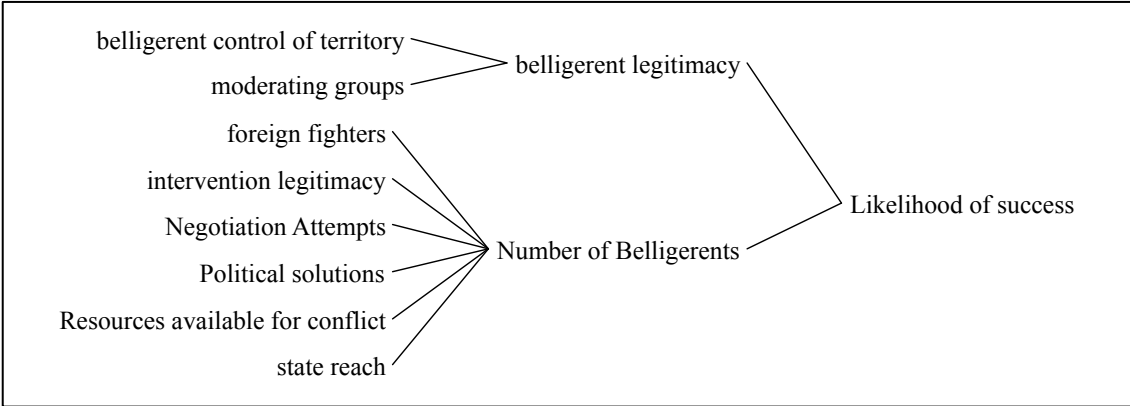 belligerent control of territory
moderating groups
belligerent legitimacy
foreign fighters
intervention legitimacy
Negotiation Attempts
Political solutions
Resources available for conflict
state reach
Number of Belligerents
Likelihood of success